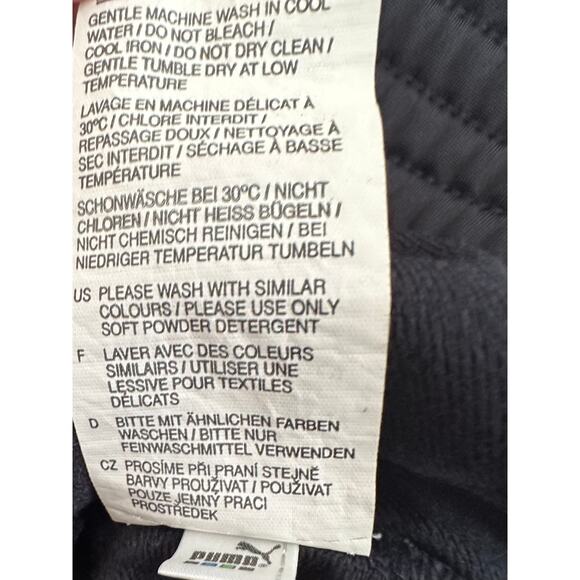 GENTLE MACHINE WASH IN COOL
WATER / DO NOT BLEACH /
COOL IRON / DO NOT DRY CLEAN /
GENTLE TUMBLE DRY AT LOW
TEMPERATURE
LAVAGE EN MACHINE DÉLICAT À
30°C / CHLORE INTERDIT /
REPASSAGE DOUX / NETTOYAGE À
SEC INTERDIT / SÉCHAGE À BASSE
TEMPÉRATURE
SCHONWÄSCHE BEI 30°C / NICHT
CHLOREN / NICHT HEISS BÜGELN /
NICHT CHEMISCH REINIGEN / BEI
NIEDRIGER TEMPERATUR TUMBELN
US PLEASE WASH WITH SIMILAR
COLOURS / PLEASE USE ONLY
SOFT POWDER DETERGENT
F LAVER AVEC DES COLEURS
SIMILAIRS / UTILISER UNE
LESSIVE POUR TEXTILES
DÉLICATS
D BITTE MIT ÄHNLICHEN FARBEN
WASCHEN / BITTE NUR
FEINWASCHMITTEL VERWENDEN
CZ PROSÍME PŘI PRANÍ STEJNĚ
BARVY PROUŽÍVAT / POUŽÍVAT
POUZE JEMNÝ PRACI
PROSTŘEDEK
PUMA